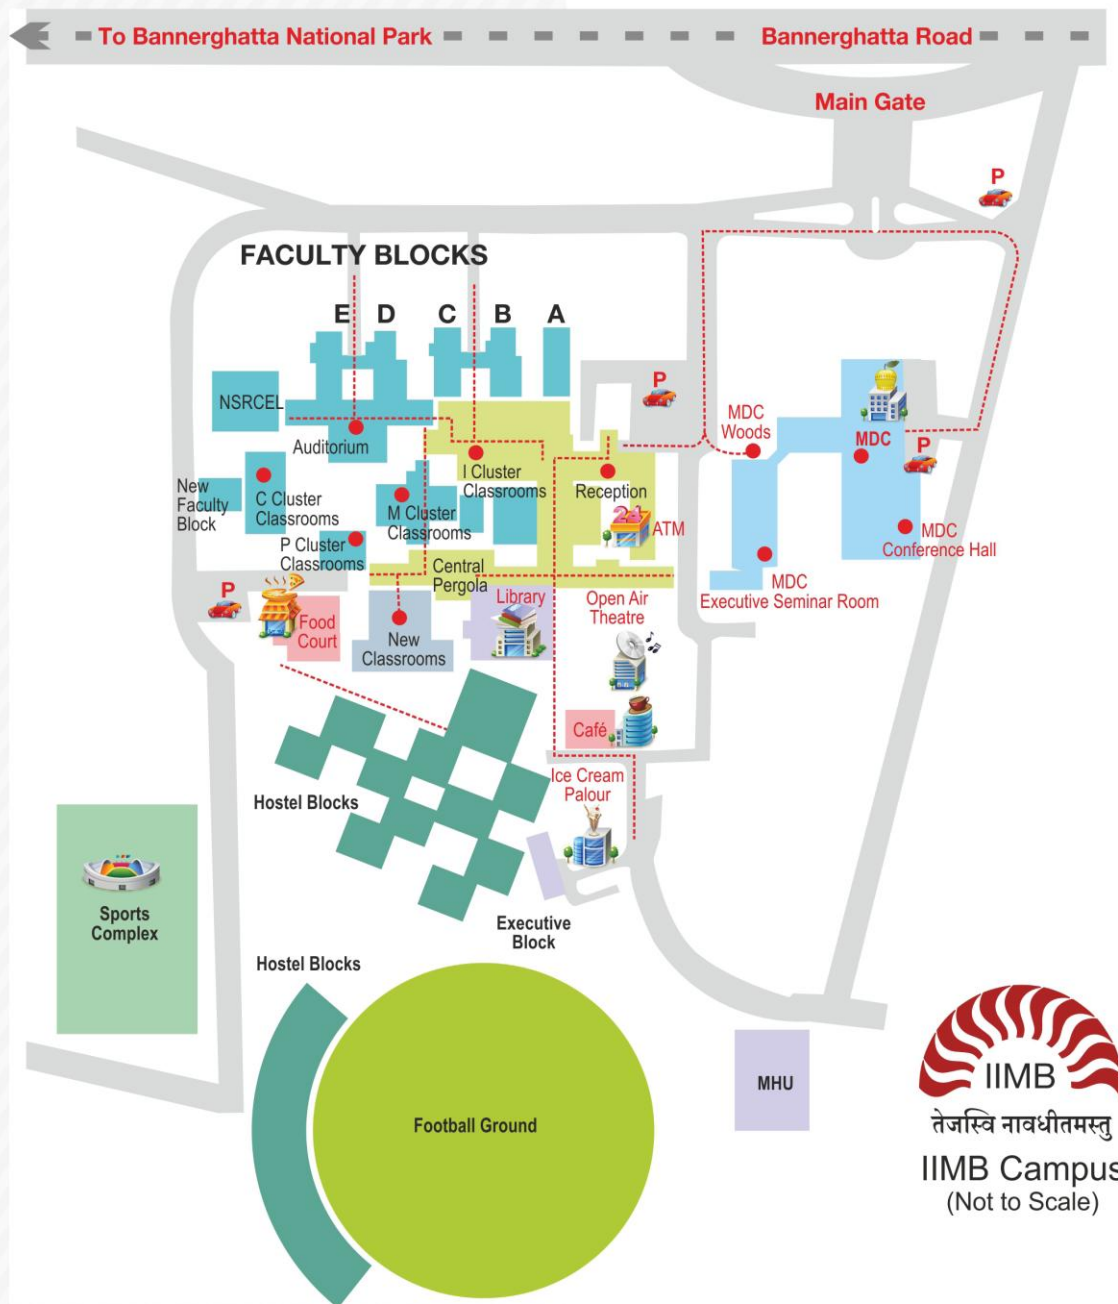 To Bannerghatta National Park
Bannerghatta Road
Main Gate
P
FACULTY BLOCKS
E
D
C
B
A
P
NSRCEL
MDC
Woods
MDC
P
Auditorium
I Cluster
Classrooms
Reception
24
ATM
New
Faculty
Block
C Cluster
Classrooms
M Cluster
Classrooms
P Cluster
Classrooms
MDC
Conference Hall
Central
Pergola
MDC
Executive Seminar Room
P
Food
Court
New
Classrooms
Library
Open Air
Theatre
Café
Ice Cream
Palour
Hostel Blocks
Sports
Complex
Executive
Block
Hostel Blocks
Football Ground
MHU
IIMB
तेजस्वि नावधीतमस्तु
IIMB Campus
(Not to Scale)